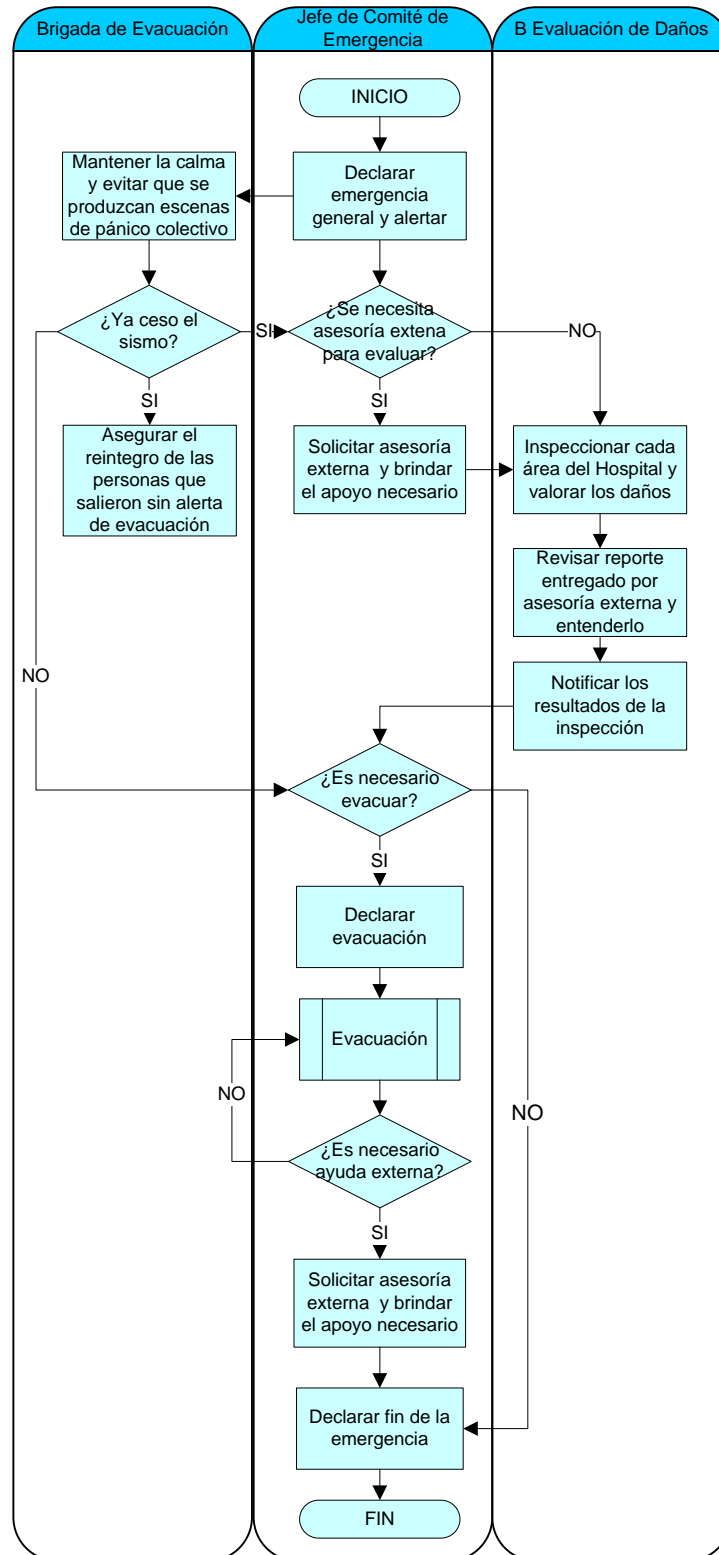 Brigada de Evacuación
Jefe de Comité de
Emergencia
B Evaluación de Daños
INICIO
Mantener la calma
y evitar que se
produzcan escenas
de pánico colectivo
Declarar
emergencia
general y alertar
¿Ya ceso el
sismo?
SI
¿Se necesita
asesoría extena
para evaluar?
NO
SI
SI
Asegurar el
reintegro de las
personas que
salieron sin alerta
de evacuación
Solicitar asesoría
externa y brindar
el apoyo necesario
Inspeccionar cada
área del Hospital y
valorar los daños
Revisar reporte
entregado por
asesoría externa y
entenderlo
NO
Notificar los
resultados de la
inspección
¿Es necesario
evacuar?
SI
Declarar
evacuación
Evacuación
NO
NO
¿Es necesario
ayuda externa?
SI
Solicitar asesoría
externa y brindar
el apoyo necesario
Declarar fin de la
emergencia
FIN